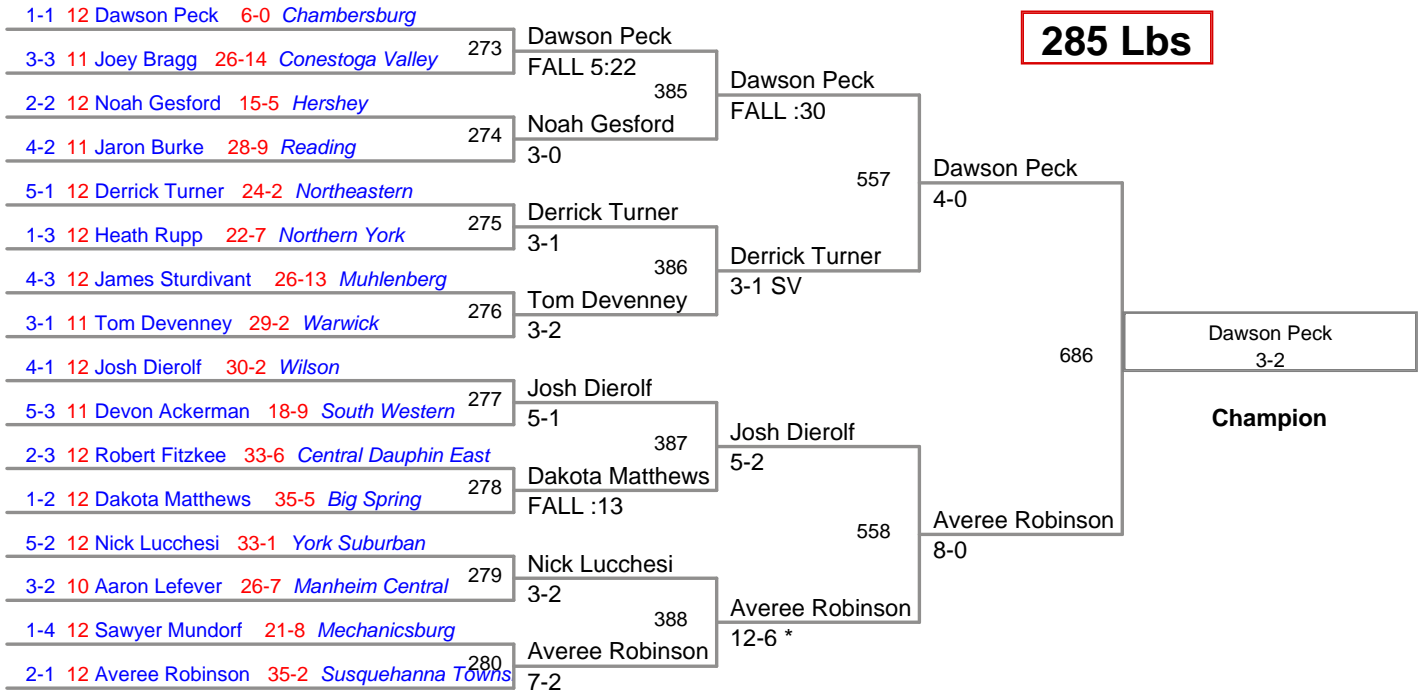 285 Lbs
1-1 12 Dawson Peck 6-0 Chambersburg
3-3 11 Joey Bragg 26-14 Conestoga Valley
2-2 12 Noah Gesford 15-5 Hershey
4-2 11 Jaron Burke 28-9 Reading
5-1 12 Derrick Turner 24-2 Northeastern
1-3 12 Heath Rupp 22-7 Northern York
4-3 12 James Sturdivant 26-13 Muhlenberg
3-1 11 Tom Devenney 29-2 Warwick
4-1 12 Josh Dierolf 30-2 Wilson
5-3 11 Devon Ackerman 18-9 South Western
2-3 12 Robert Fitzkee 33-6 Central Dauphin East
1-2 12 Dakota Matthews 35-5 Big Spring
5-2 12 Nick Lucchesi 33-1 York Suburban
3-2 10 Aaron Lefever 26-7 Manheim Central
1-4 12 Sawyer Mundorf 21-8 Mechanicsburg
2-1 12 Averee Robinson 35-2 Susquehanna Towns
273
Dawson Peck
FALL 5:22
274
Noah Gesford
3-0
275
Derrick Turner
3-1
276
Tom Devenney
3-2
277
Josh Dierolf
5-1
278
Dakota Matthews
FALL :13
279
Nick Lucchesi
3-2
280
Averee Robinson
7-2
385
Dawson Peck
FALL :30
386
Derrick Turner
3-1 SV
387
Josh Dierolf
5-2
388
Averee Robinson
12-6 *
557
Dawson Peck
4-0
558
Averee Robinson
8-0
686
Dawson Peck
3-2
Champion